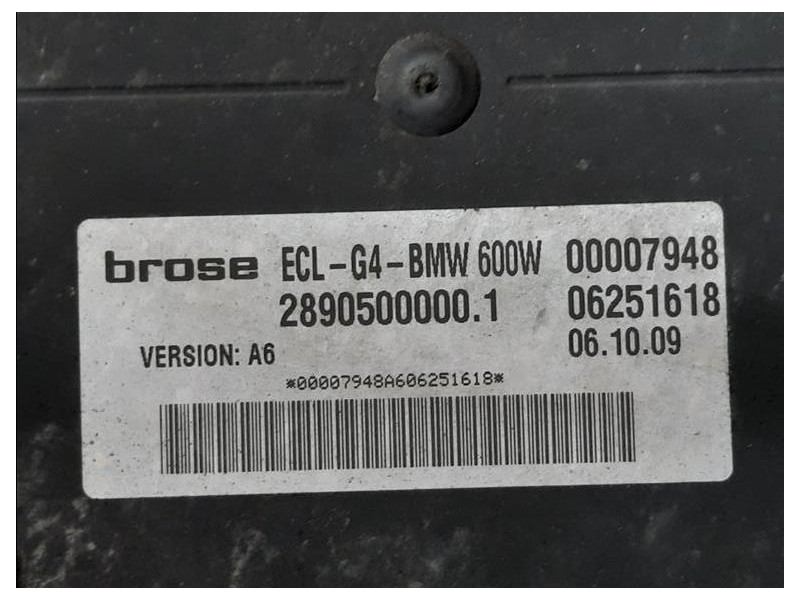 brose ECL-G4-BMW 600W 00007948
2890500000.1 06251618
VERSION: A6 06.10.09
*00007948A606251618*